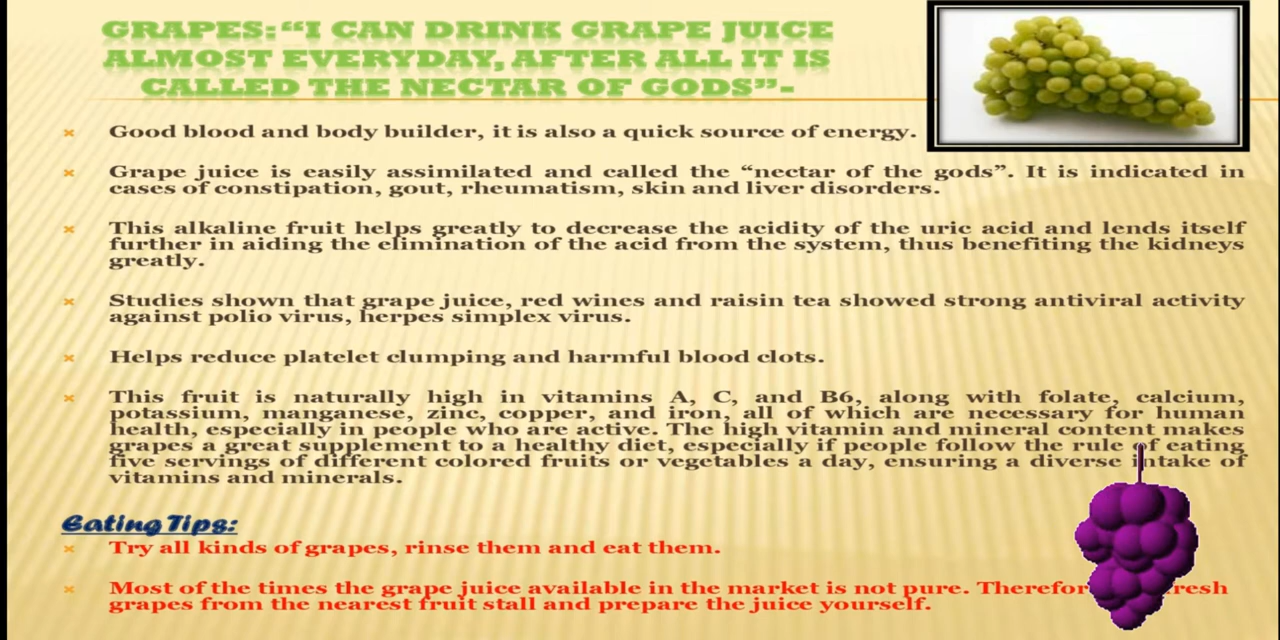 GRAPES: “I CAN DRINK GRAPE JUICE
ALMOST EVERYDAY, AFTER ALL IT IS
CALLED THE NECTAR OF GODS”-
Good blood and body builder, it is also a quick source of energy.
Grape juice is easily assimilated and called the “nectar of the gods”. It is indicated in
cases of constipation, gout, rheumatism, skin and liver disorders.
This alkaline fruit helps greatly to decrease the acidity of the uric acid and lends itself
further in aiding the elimination of the acid from the system, thus benefiting the kidneys
greatly.
Studies shown that grape juice, red wines and raisin tea showed strong antiviral activity
against polio virus, herpes simplex virus.
Helps reduce platelet clumping and harmful blood clots.
This fruit is naturally high in vitamins A, C, and B6, along with folate, calcium,
potassium, manganese, zinc, copper, and iron, all of which are necessary for human
health, especially in people who are active. The high vitamin and mineral content makes
grapes a great supplement to a healthy diet, especially if people follow the rule of eating
five servings of different colored fruits or vegetables a day, ensuring a diverse intake of
vitamins and minerals.
Eating Tips:
Try all kinds of grapes, rinse them and eat them.
Most of the times the grape juice available in the market is not pure.
grapes from the nearest fruit stall and prepare the juice yourself.